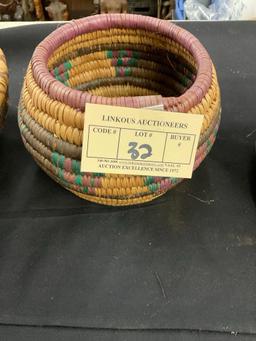 LINKOUS AUCTIONEERS
CODE # LOT # BUYER #
32
AUCTION EXCELLENCE SINCE 1972